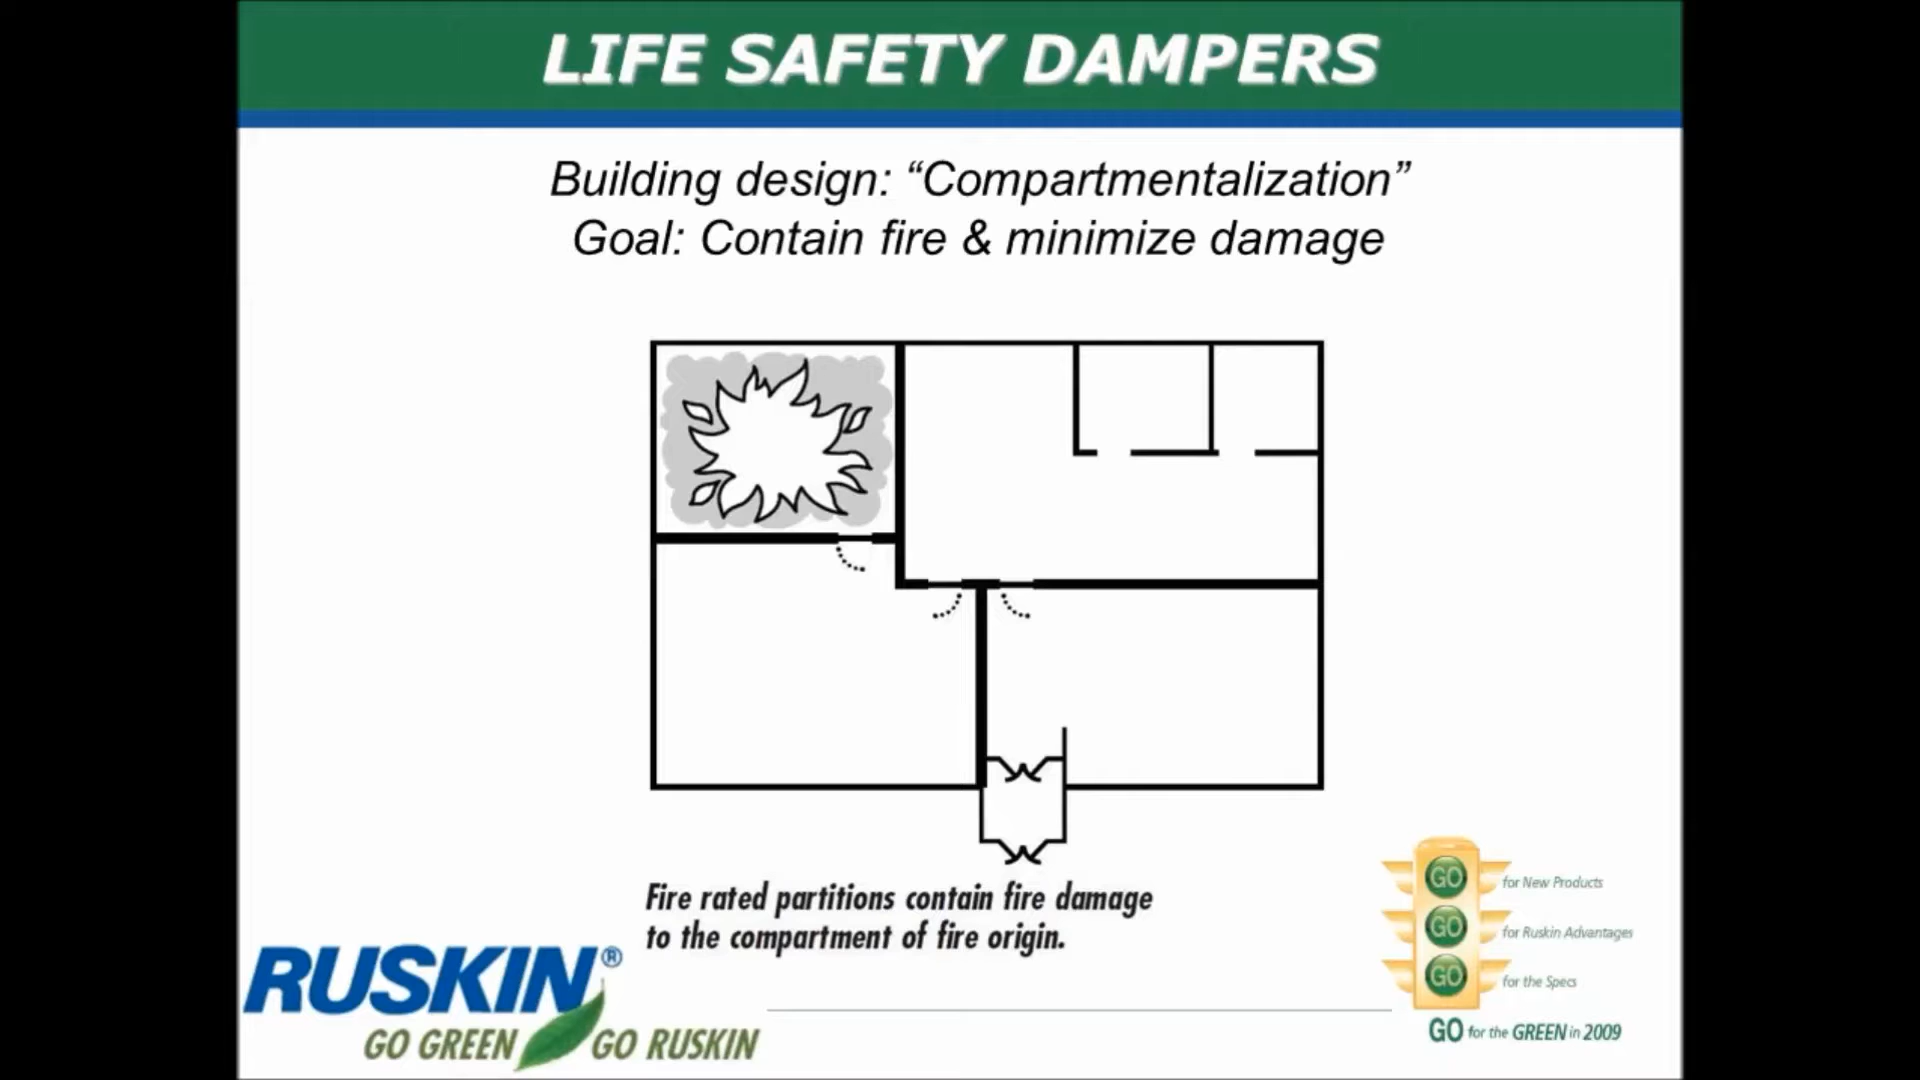 LIFE SAFETY DAMPERS
Building design: “Compartmentalization”
Goal: Contain fire & minimize damage
Fire rated partitions contain fire damage
to the compartment of fire origin.
RUSKIN®
GO GREEN GO RUSKIN
GO for New Products
GO for Ruskin Advantages
GO for the Specs
GO for the GREEN in 2009